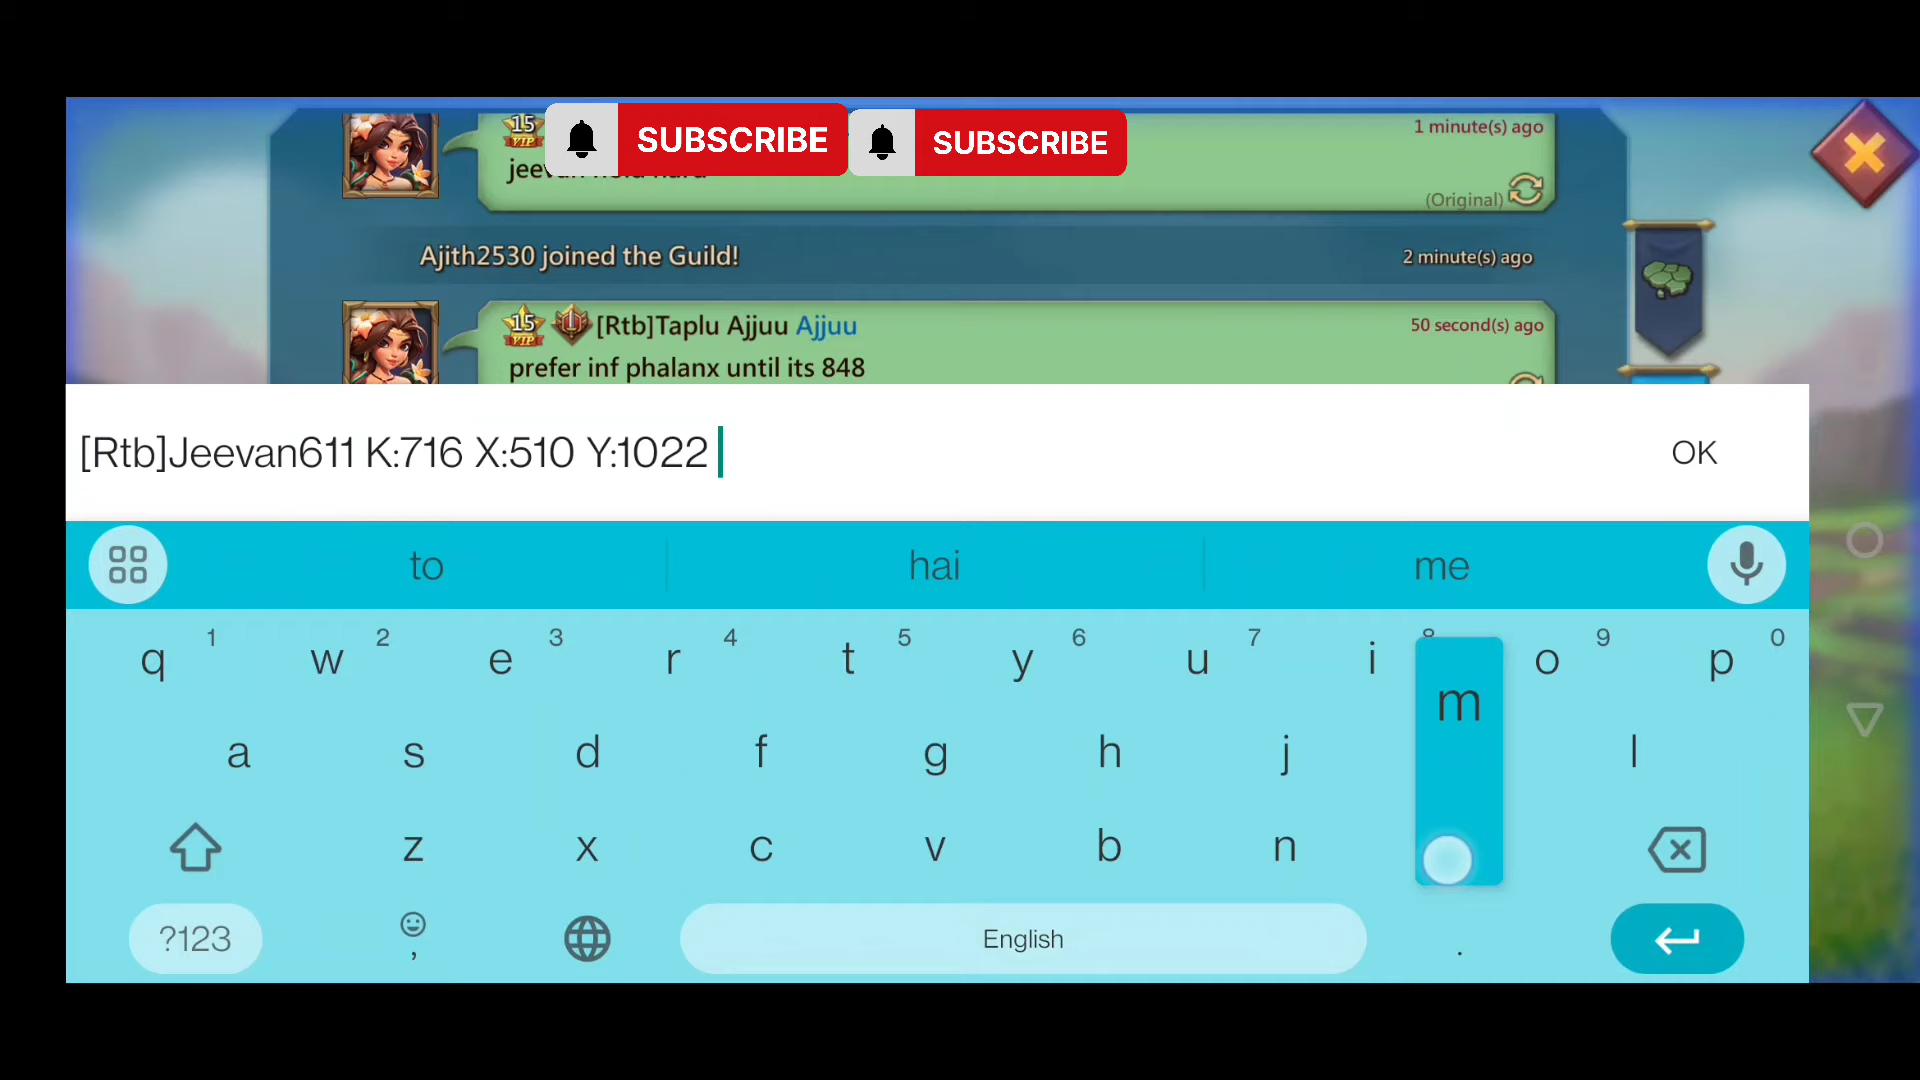 15 VIP
SUBSCRIBE
SUBSCRIBE
1 minute(s) ago
(Original)
Ajith2530 joined the Guild!
2 minute(s) ago
15 VIP [Rtb]Taplu Ajjuu Ajjuu
50 second(s) ago
prefer inf phalanx until its 848
[Rtb]Jeevan611 K:716 X:510 Y:1022
OK
to hai me
1 2 3 4 5 6 7 8 9 0
q w e r t y u i o p
m
a s d f g h j l
z x c v b n
?123 , English .